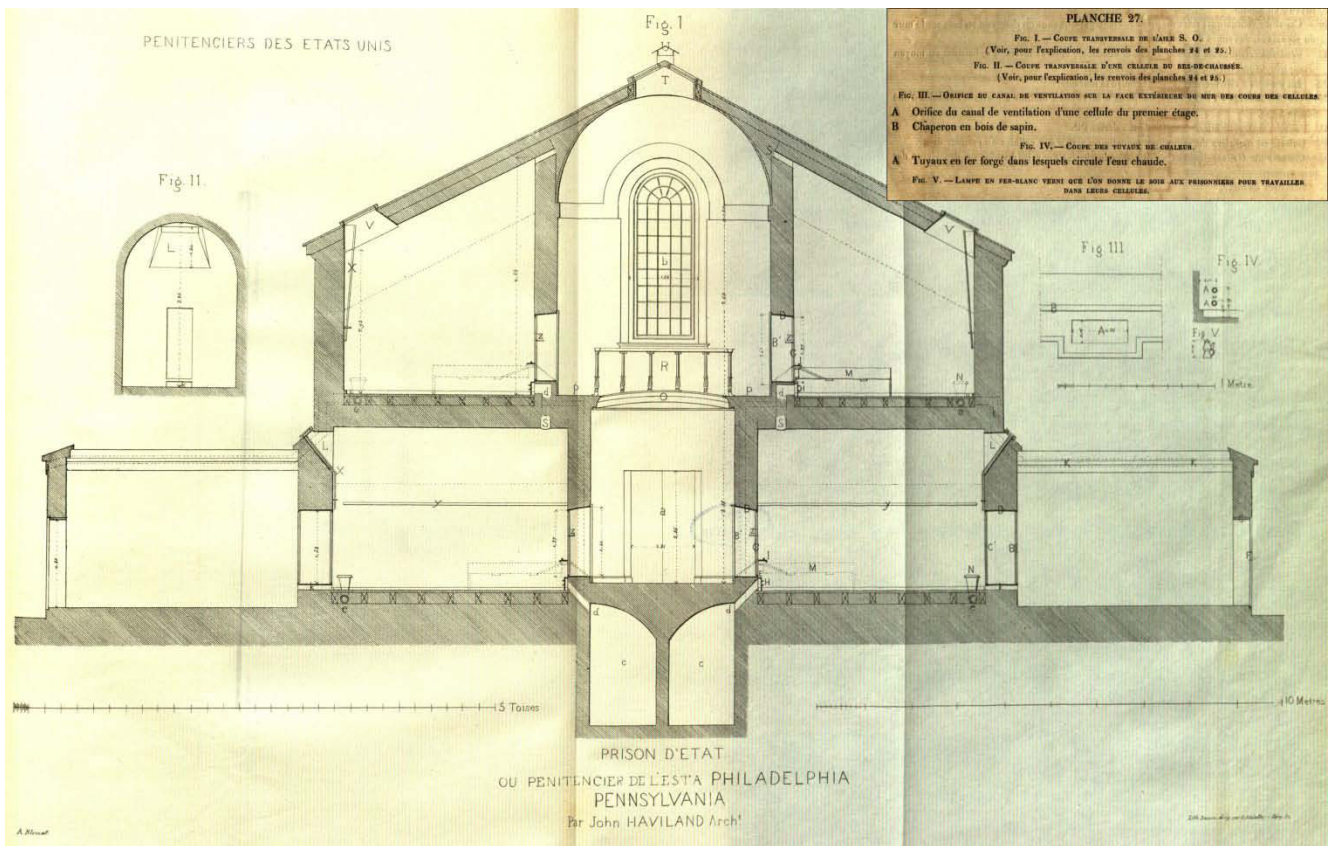 PENITENCIERS DES ETATS UNIS
Fig. I
PLANCHE 27.
FIG. I. — COUPE TRANSVERSALE DE L'AILE S. O.
(Voir, pour l'explication, les renvois des planches 24 et 25.)
FIG. II. — COUPE TRANSVERSALE D'UNE CELLULE DU REZ-DE-CHAUSSÉE.
(Voir, pour l'explication, les renvois des planches 24 et 25.)
FIG. III. — ORIFICE DU CANAL DE VENTILATION SUR LA FACE EXTÉRIEURE DU MUR DES COURS DES CELLULES.
A Orifice du canal de ventilation d'une cellule du premier étage.
B Chaperon en bois de sapin.
FIG. IV. — COUPE DES TUYAUX DE CHALEUR.
A Tuyaux en fer forgé dans lesquels circule l'eau chaude.
FIG. V. — LAMPE EN FER-BLANC VERNI QUE L'ON DONNE LE SOIR AUX PRISONNIERS POUR TRAVAILLER
DANS LEURS CELLULES.
Fig. II.
Fig. III
Fig. IV.
Fig. V.
U
T
S
V
V
X
L
b
A
A
A
B
B
B'
Z
C
R
M
N
H
d
d
P
P
O
e
e
1 Metre
S
S
L
L
X
K
K
y
y
B'
C
C'
B
F
I
M
N
H
e
e
d
d
c
c
5 Toises
10 Metres
PRISON D'ETAT
OU PENITENCIER DE L'EST A PHILADELPHIA
PENNSYLVANIA
Par John HAVILAND Archt
A. Blouet